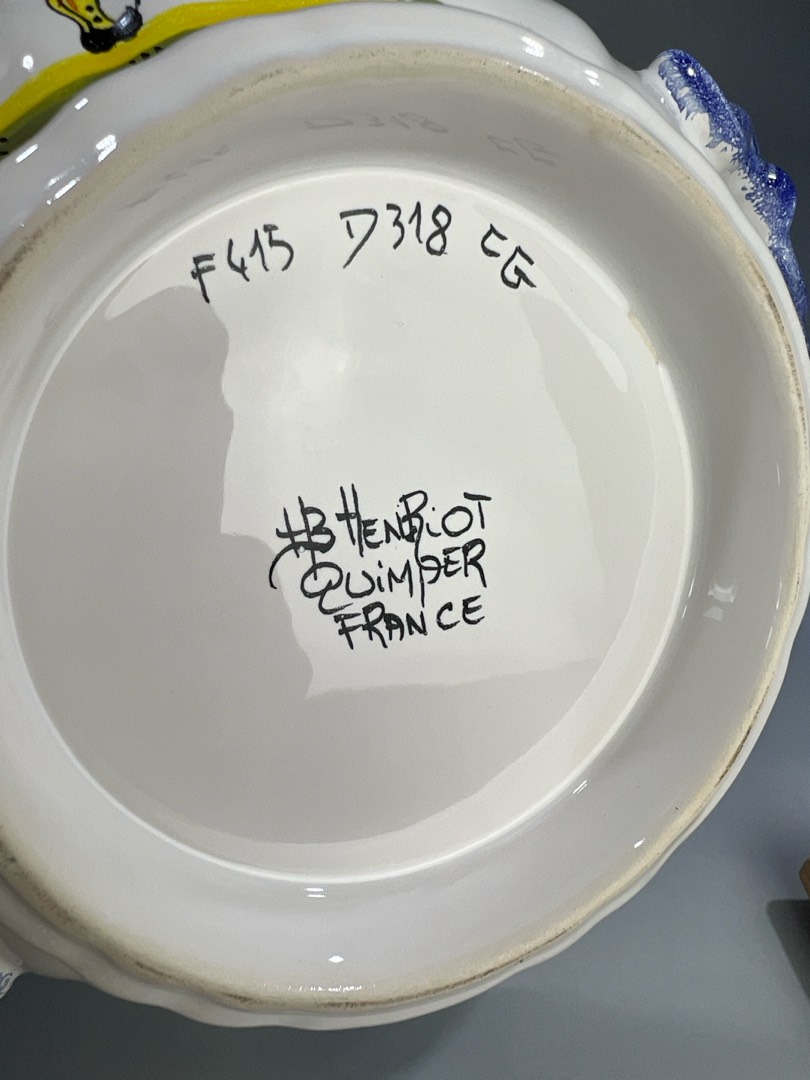 F415 D318 CG
HB HENRIOT
QUIMPER
FRANCE